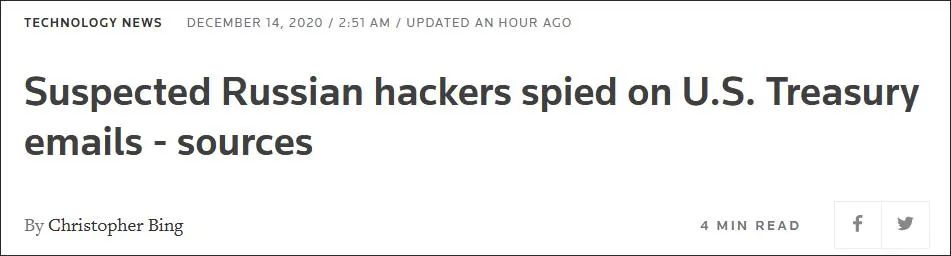 TECHNOLOGY NEWS DECEMBER 14, 2020 / 2:51 AM / UPDATED AN HOUR AGO
Suspected Russian hackers spied on U.S. Treasury
emails - sources
By Christopher Bing 4 MIN READ